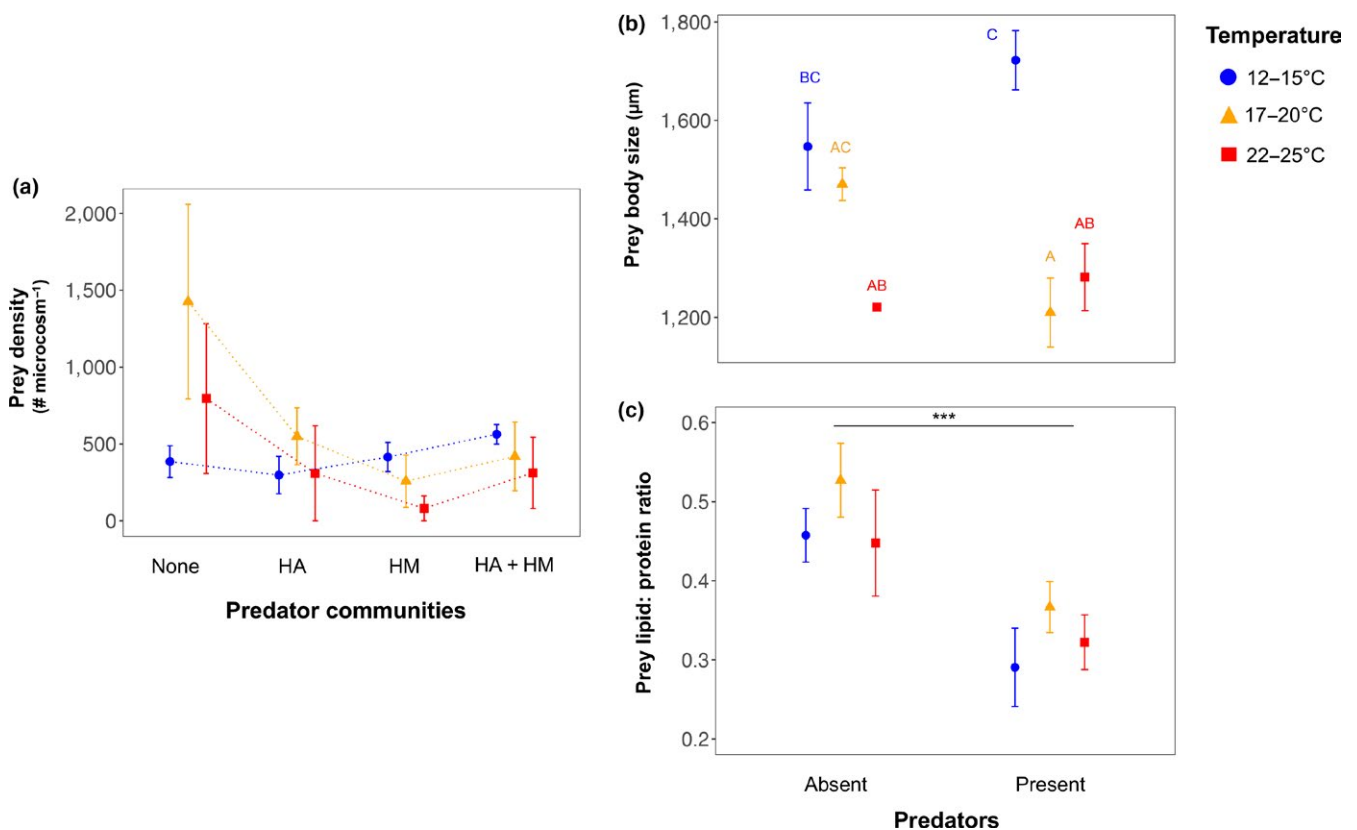 (a)
Prey density
(# microcosm⁻¹)
2,000
1,500
1,000
500
0
None HA HM HA + HM
Predator communities
(b)
Prey body size (µm)
1,800
1,600
1,400
1,200
BC
AC
AB
C
A
AB
Temperature
12–15°C
17–20°C
22–25°C
(c)
Prey lipid: protein ratio
0.6
0.5
0.4
0.3
0.2
***
Absent Present
Predators